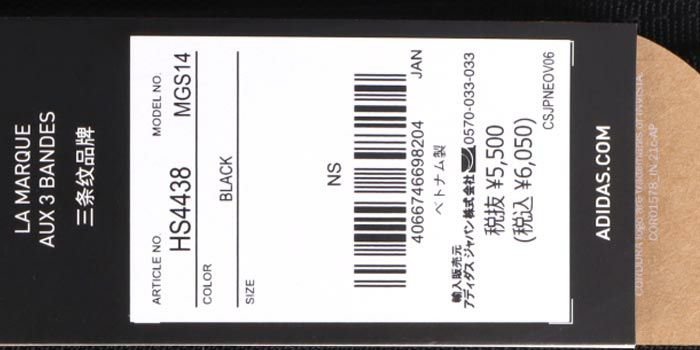 LA MARQUE
AUX 3 BANDES
三条纹品牌
ARTICLE NO.
MODEL NO.
HS4438
MGS14
COLOR
BLACK
SIZE
NS
JAN
4066746698204
ベトナム製
輸入販売元
アディダス ジャパン 株式会社 0570-033-033
税抜 ¥5,500
(税込 ¥6,050)
CSJPNEOV06
ADIDAS.COM